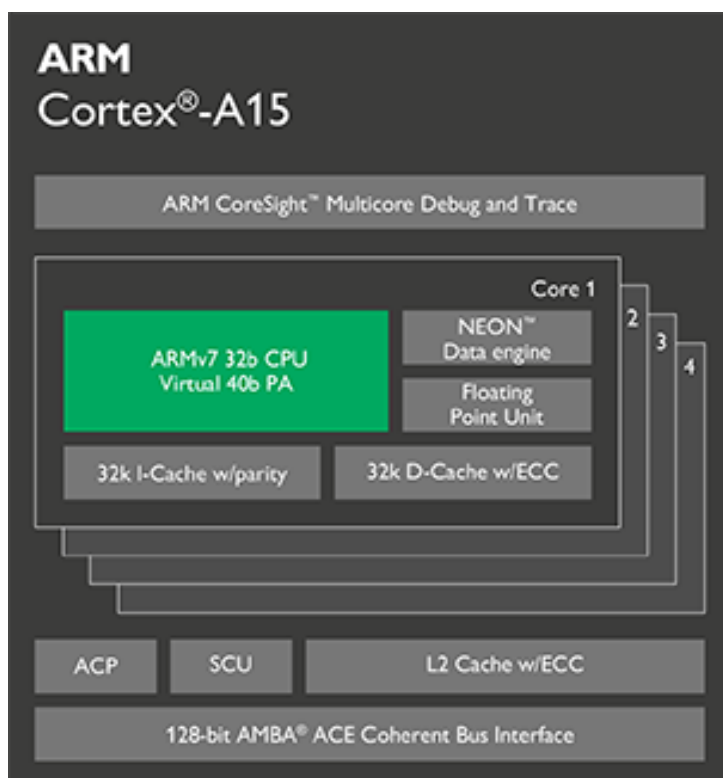 ARM
Cortex®-A15
ARM CoreSight™ Multicore Debug and Trace
Core 1
2
3
4
ARMv7 32b CPU
Virtual 40b PA
NEON™
Data engine
Floating
Point Unit
32k I-Cache w/parity
32k D-Cache w/ECC
ACP
SCU
L2 Cache w/ECC
128-bit AMBA® ACE Coherent Bus Interface